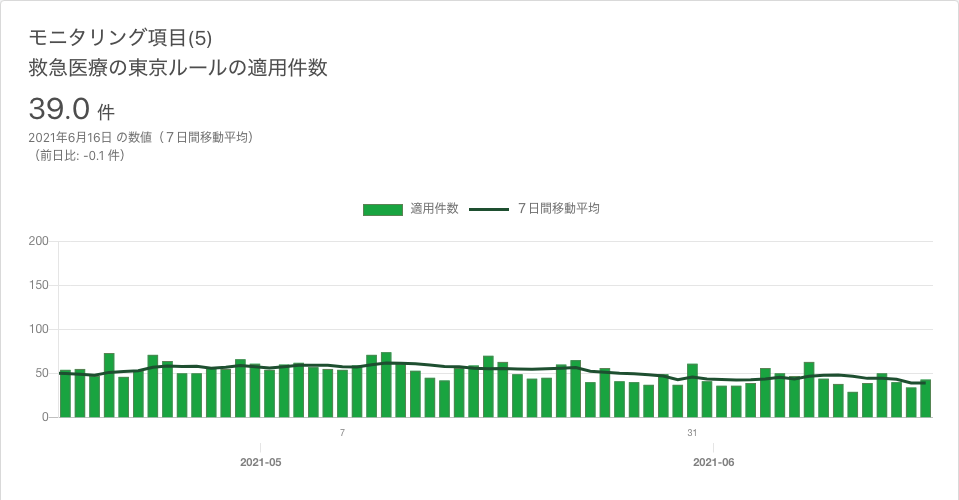 モニタリング項目(5)
救急医療の東京ルールの適用件数
39.0 件
2021年6月16日 の数値（７日間移動平均）
（前日比: -0.1 件）
適用件数 ７日間移動平均
200
150
100
50
0
7 31
2021-05 2021-06